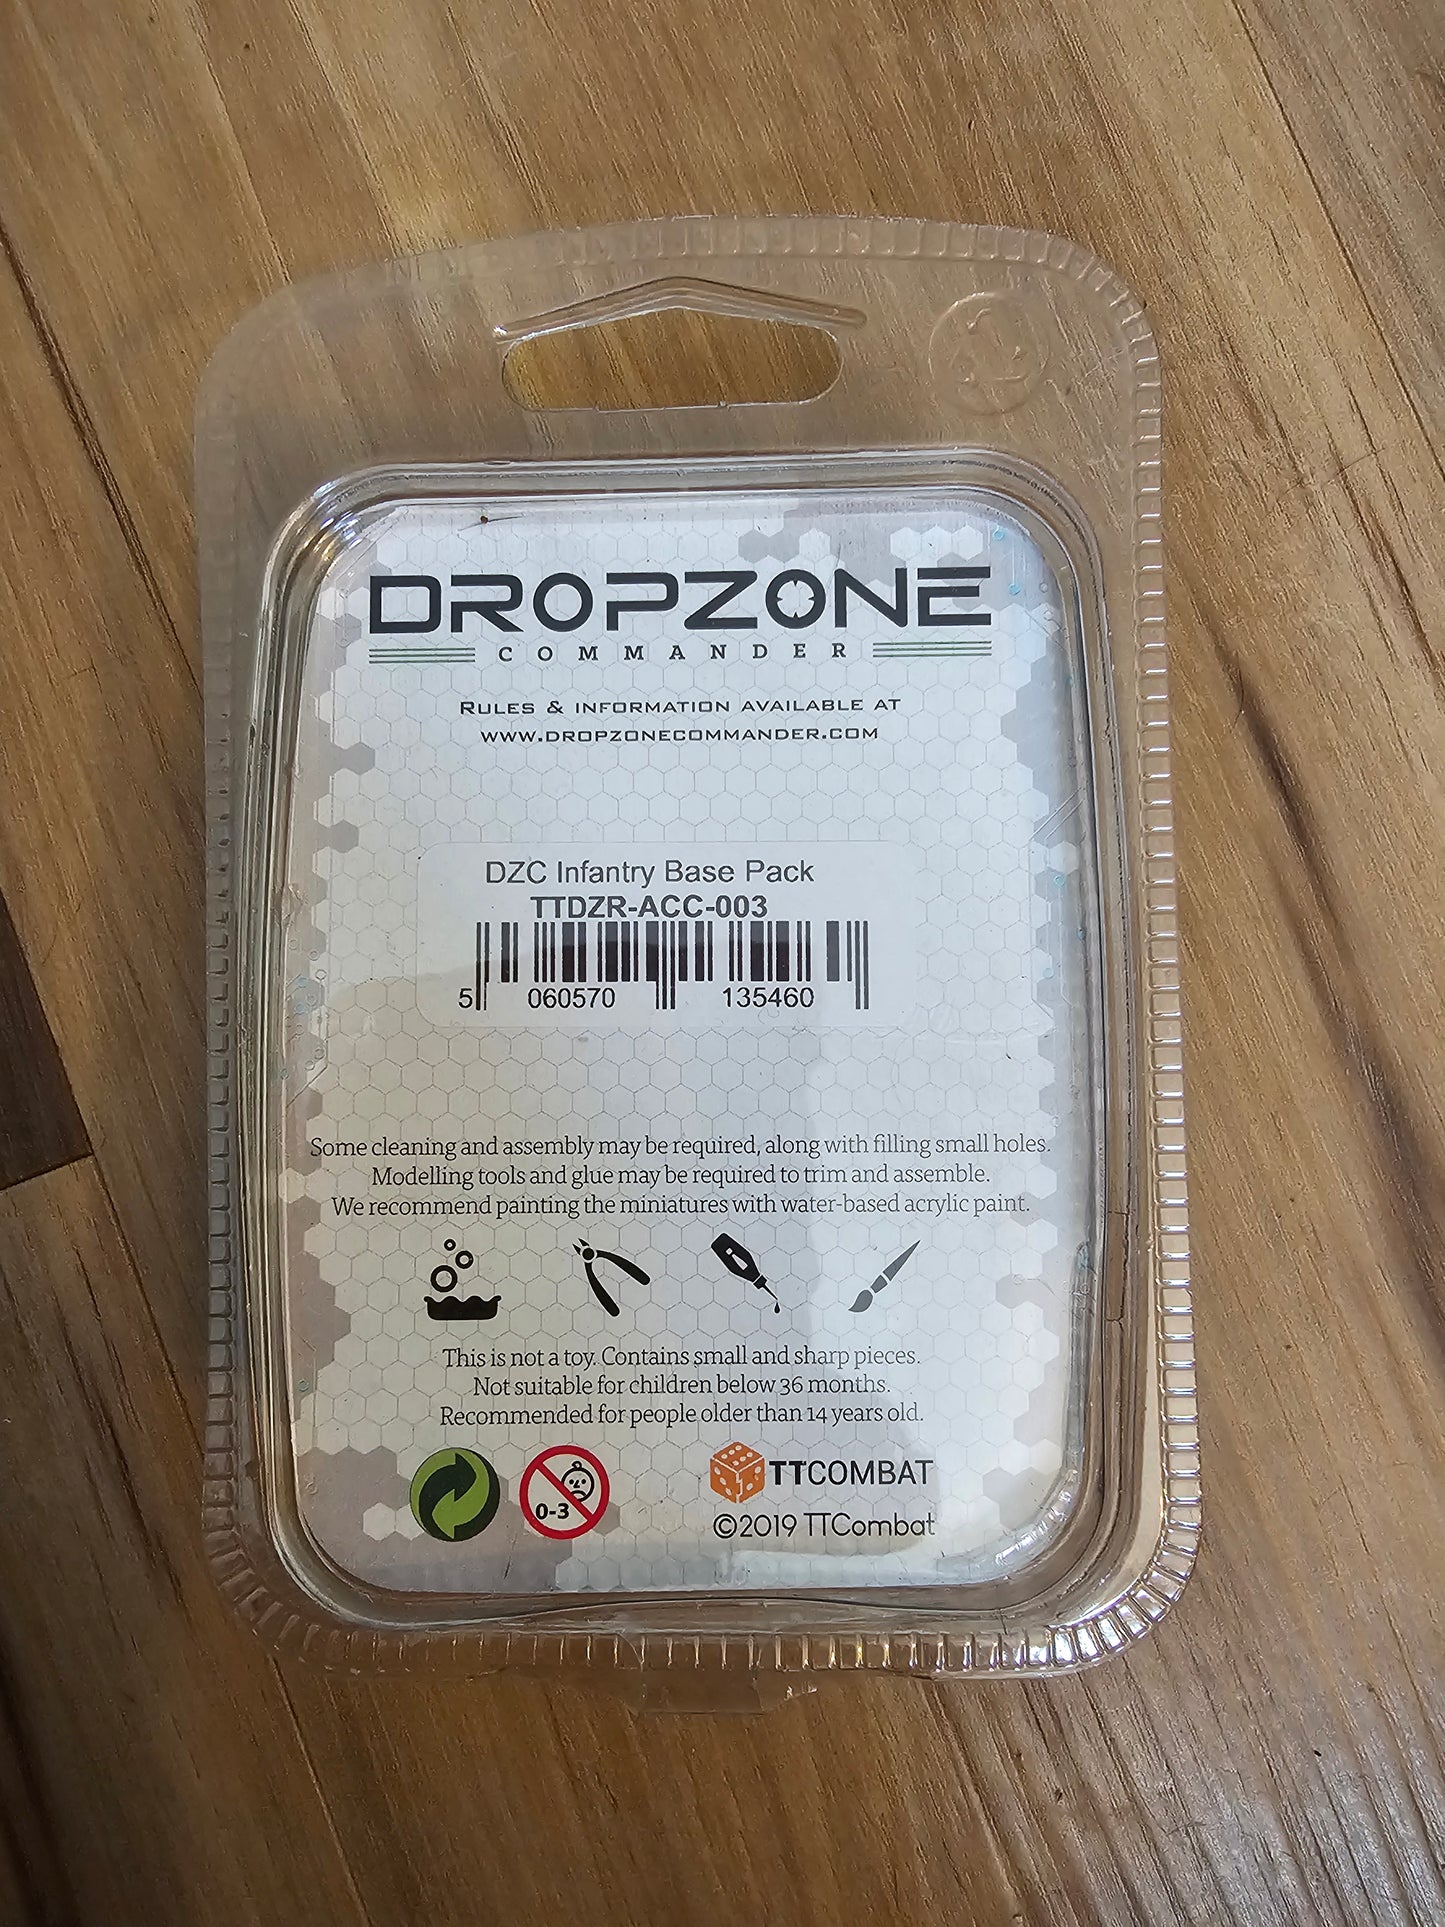 DROPZONE
COMMANDER
RULES & INFORMATION AVAILABLE AT
WWW.DROPZONECOMMANDER.COM
DZC Infantry Base Pack
TTDZR-ACC-003
5 060570 135460
Some cleaning and assembly may be required, along with filling small holes.
Modelling tools and glue may be required to trim and assemble.
We recommend painting the miniatures with water-based acrylic paint.
This is not a toy. Contains small and sharp pieces.
Not suitable for children below 36 months.
Recommended for people older than 14 years old.
0-3
TTCOMBAT
©2019 TTCombat